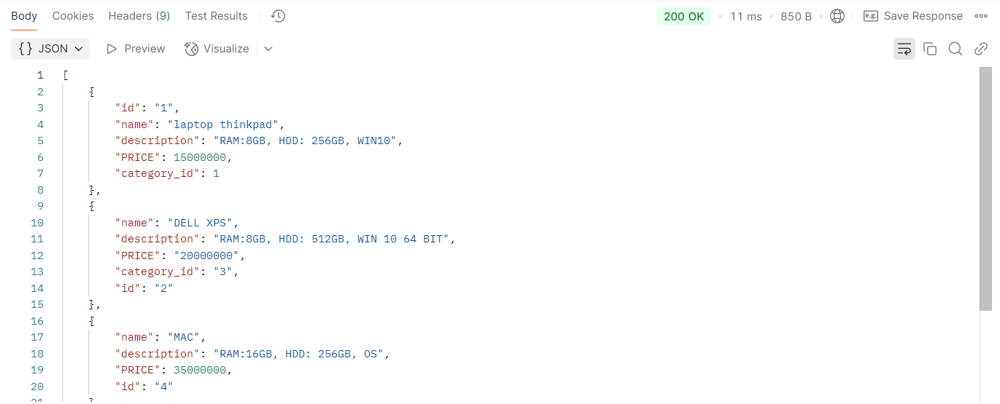 Body Cookies Headers (9) Test Results 200 OK 11 ms 850 B e.g. Save Response
{} JSON Preview Visualize
1 [
2 {
3 "id": "1",
4 "name": "laptop thinkpad",
5 "description": "RAM:8GB, HDD: 256GB, WIN10",
6 "PRICE": 15000000,
7 "category_id": 1
8 },
9 {
10 "name": "DELL XPS",
11 "description": "RAM:8GB, HDD: 512GB, WIN 10 64 BIT",
12 "PRICE": "20000000",
13 "category_id": "3",
14 "id": "2"
15 },
16 {
17 "name": "MAC",
18 "description": "RAM:16GB, HDD: 256GB, OS",
19 "PRICE": 35000000,
20 "id": "4"